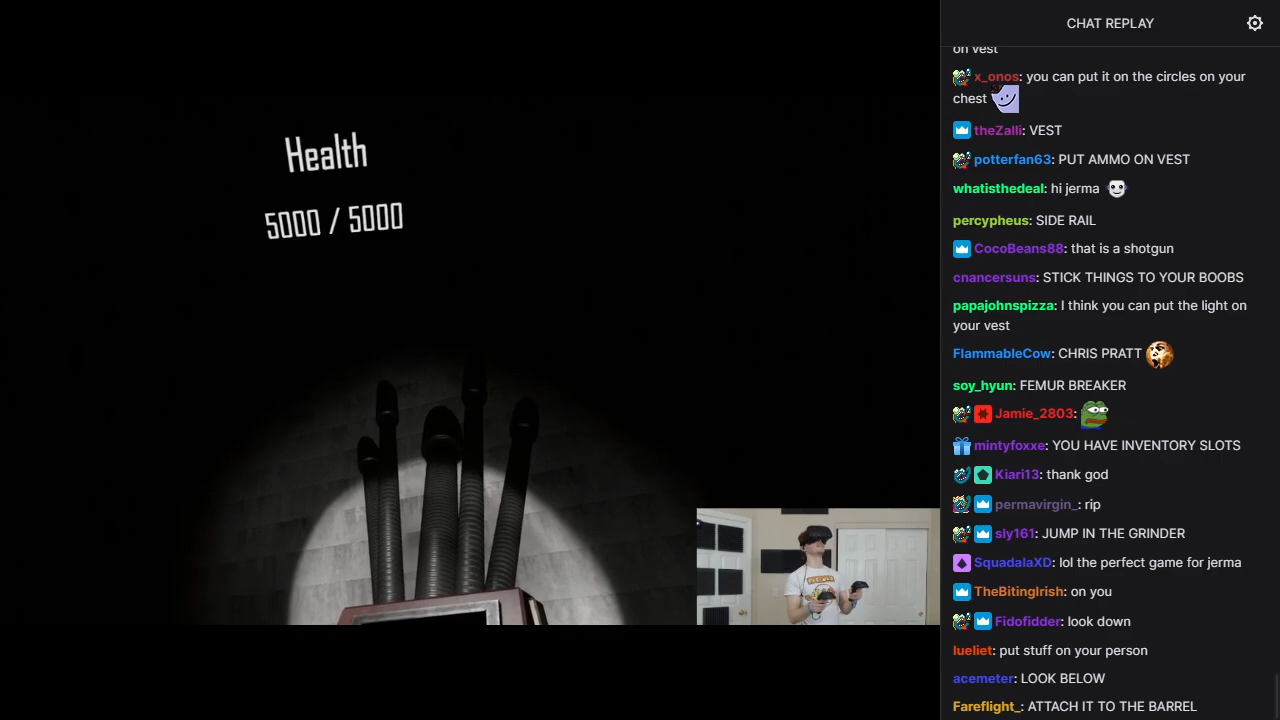 Health
5000 / 5000
CHAT REPLAY
on vest
x_onos: you can put it on the circles on your
chest
theZalli: VEST
potterfan63: PUT AMMO ON VEST
whatisthedeal: hi jerma
percypheus: SIDE RAIL
CocoBeans88: that is a shotgun
cnancersuns: STICK THINGS TO YOUR BOOBS
papajohnspizza: I think you can put the light on
your vest
FlammableCow: CHRIS PRATT
soy_hyun: FEMUR BREAKER
Jamie_2803:
mintyfoxxe: YOU HAVE INVENTORY SLOTS
Kiari13: thank god
permavirgin_: rip
sly161: JUMP IN THE GRINDER
SquadalaXD: lol the perfect game for jerma
TheBitingIrish: on you
Fidofidder: look down
lueliet: put stuff on your person
acemeter: LOOK BELOW
Fareflight_: ATTACH IT TO THE BARREL